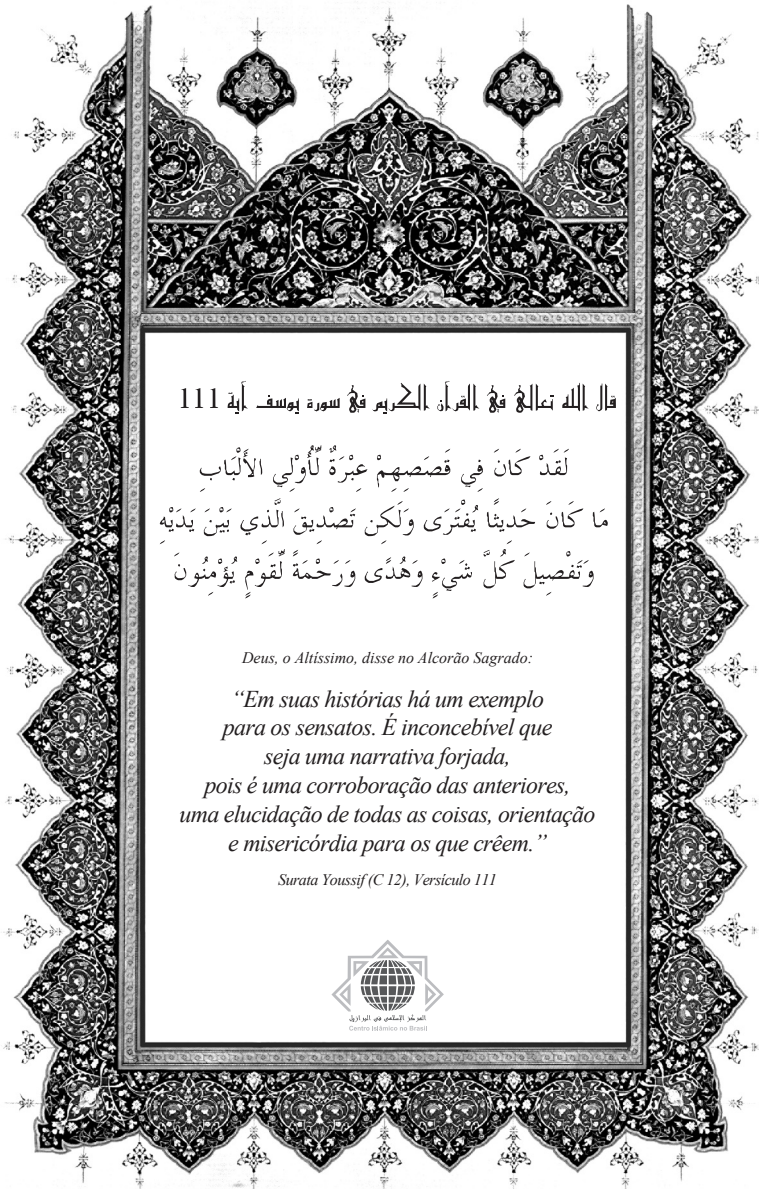 قال الله تعالى في القرآن الكريم في سورة يوسف آية 111
لَقَدْ كَانَ فِي قَصَصِهِمْ عِبْرَةٌ لِّأُوْلِي الأَلْبَابِ
مَا كَانَ حَدِيثًا يُفْتَرَى وَلَكِن تَصْدِيقَ الَّذِي بَيْنَ يَدَيْهِ
وَتَفْصِيلَ كُلَّ شَيْءٍ وَهُدًى وَرَحْمَةً لِّقَوْمٍ يُؤْمِنُونَ
Deus, o Altíssimo, disse no Alcorão Sagrado:
“Em suas histórias há um exemplo
para os sensatos. É inconcebível que
seja uma narrativa forjada,
pois é uma corroboração das anteriores,
uma elucidação de todas as coisas, orientação
e misericórdia para os que crêem.”
Surata Youssif (C 12), Versículo 111
المركز الإسلامي في البرازيل
Centro Islâmico no Brasil